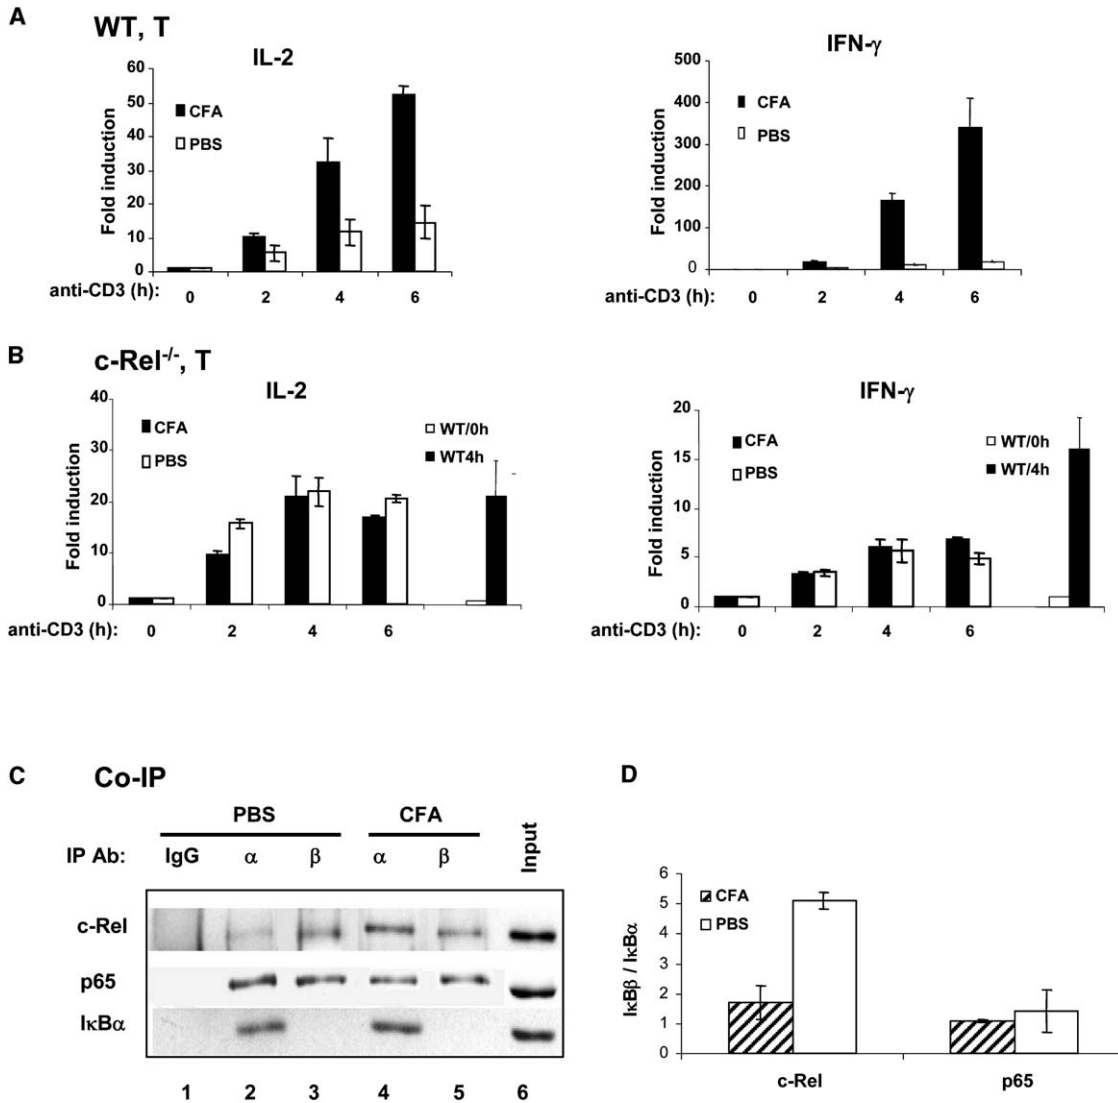 A
WT, T
IL-2
60
50
40
30
20
10
0
Fold induction
CFA
PBS
anti-CD3 (h): 0 2 4 6
IFN-γ
500
400
300
200
100
0
Fold induction
CFA
PBS
anti-CD3 (h): 0 2 4 6
B
c-Rel-/-, T
IL-2
40
30
20
10
0
Fold induction
CFA
PBS
WT/0h
WT4h
anti-CD3 (h): 0 2 4 6
IFN-γ
20
15
10
5
0
Fold induction
CFA
PBS
WT/0h
WT/4h
anti-CD3 (h): 0 2 4 6
C
Co-IP
PBS CFA
IP Ab: IgG α β α β Input
c-Rel
p65
IκBα
1 2 3 4 5 6
D
6
5
4
3
2
1
0
IκBβ / IκBα
CFA
PBS
c-Rel p65